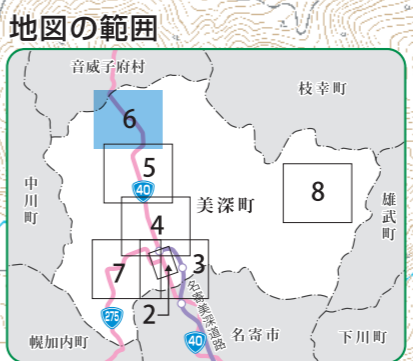 地図の範囲
音威子府村
枝幸町
6
5
40
8
中川町
美深町
雄武町
4
7
3
2
名寄美深道路
275
40
幌加内町
名寄市
下川町